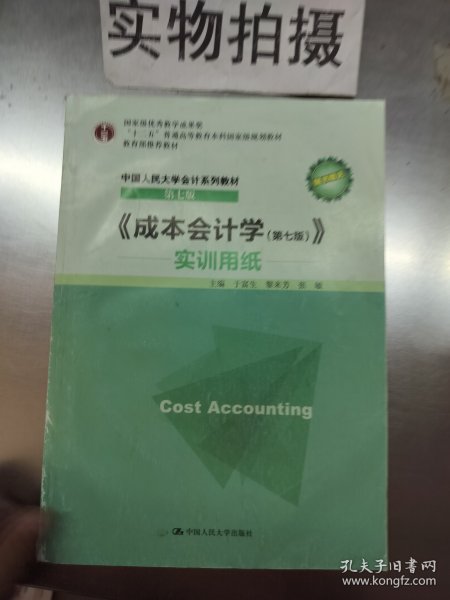 实物拍摄
国家级优秀教学成果奖
“十二五”普通高等教育本科国家级规划教材
教育部推荐教材
中国人民大学会计系列教材
第七版
《成本会计学(第七版)》
实训用纸
主编 于富生 黎来芳 张敏
Cost Accounting
中国人民大学出版社
孔夫子旧书网
www.kongfz.com